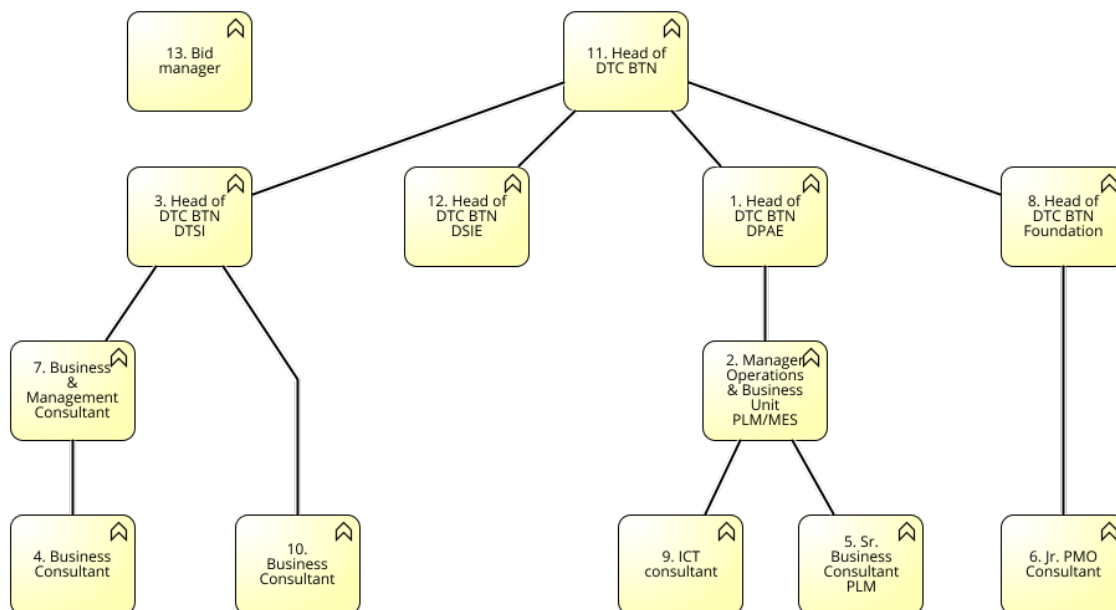 13. Bid
manager
11. Head of
DTC BTN
3. Head of
DTC BTN
DTSI
12. Head of
DTC BTN
DSIE
1. Head of
DTC BTN
DPAE
8. Head of
DTC BTN
Foundation
7. Business
&
Management
Consultant
2. Manager
Operations
& Business
Unit
PLM/MES
4. Business
Consultant
10.
Business
Consultant
9. ICT
consultant
5. Sr.
Business
Consultant
PLM
6. Jr. PMO
Consultant